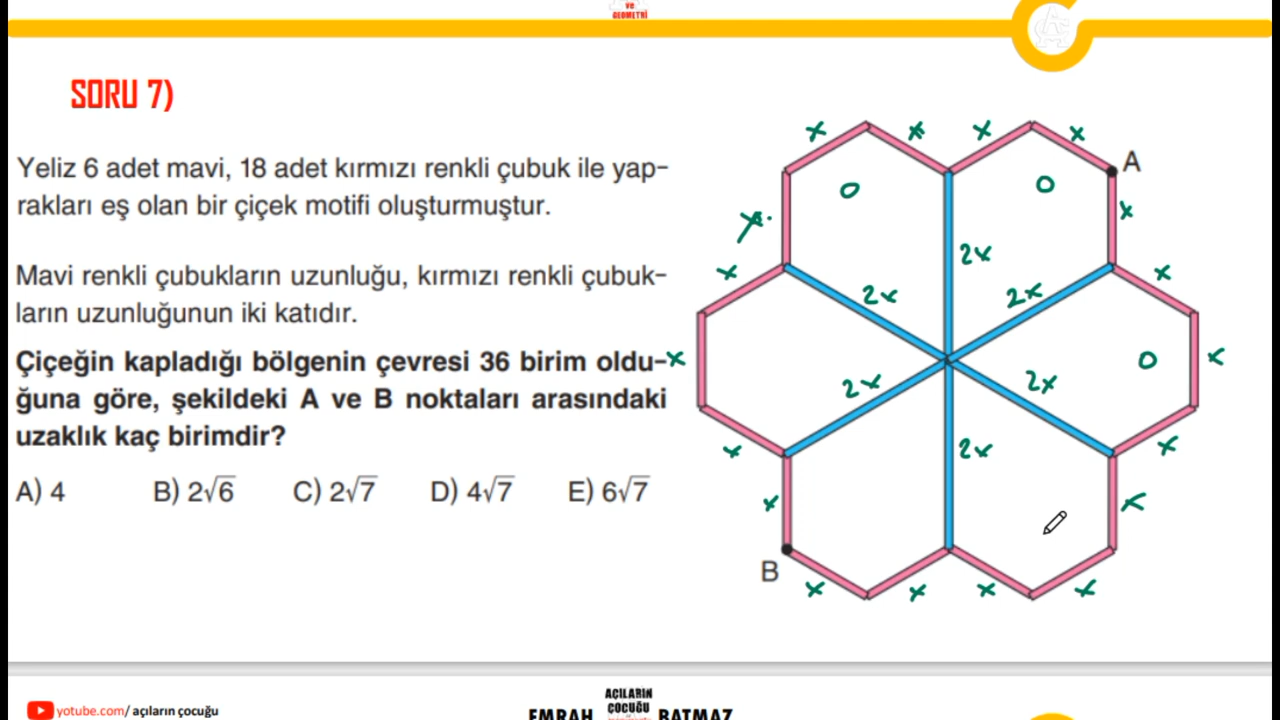 ve
GEOMETRİ
SORU 7)
Yeliz 6 adet mavi, 18 adet kırmızı renkli çubuk ile yap-
rakları eş olan bir çiçek motifi oluşturmuştur.
Mavi renkli çubukların uzunluğu, kırmızı renkli çubuk-
ların uzunluğunun iki katıdır.
Çiçeğin kapladığı bölgenin çevresi 36 birim oldu-
ğuna göre, şekildeki A ve B noktaları arasındaki
uzaklık kaç birimdir?
A) 4 B) 2√6 C) 2√7 D) 4√7 E) 6√7
x x x x
A
o o
x x
2x
x x
2x 2x
x o x
2x 2x
2x
x x
x x
B
x x x x
yotube.com/ açıların çocuğu
AÇILARIN
EMRAH ÇOCUĞU BATMAZ